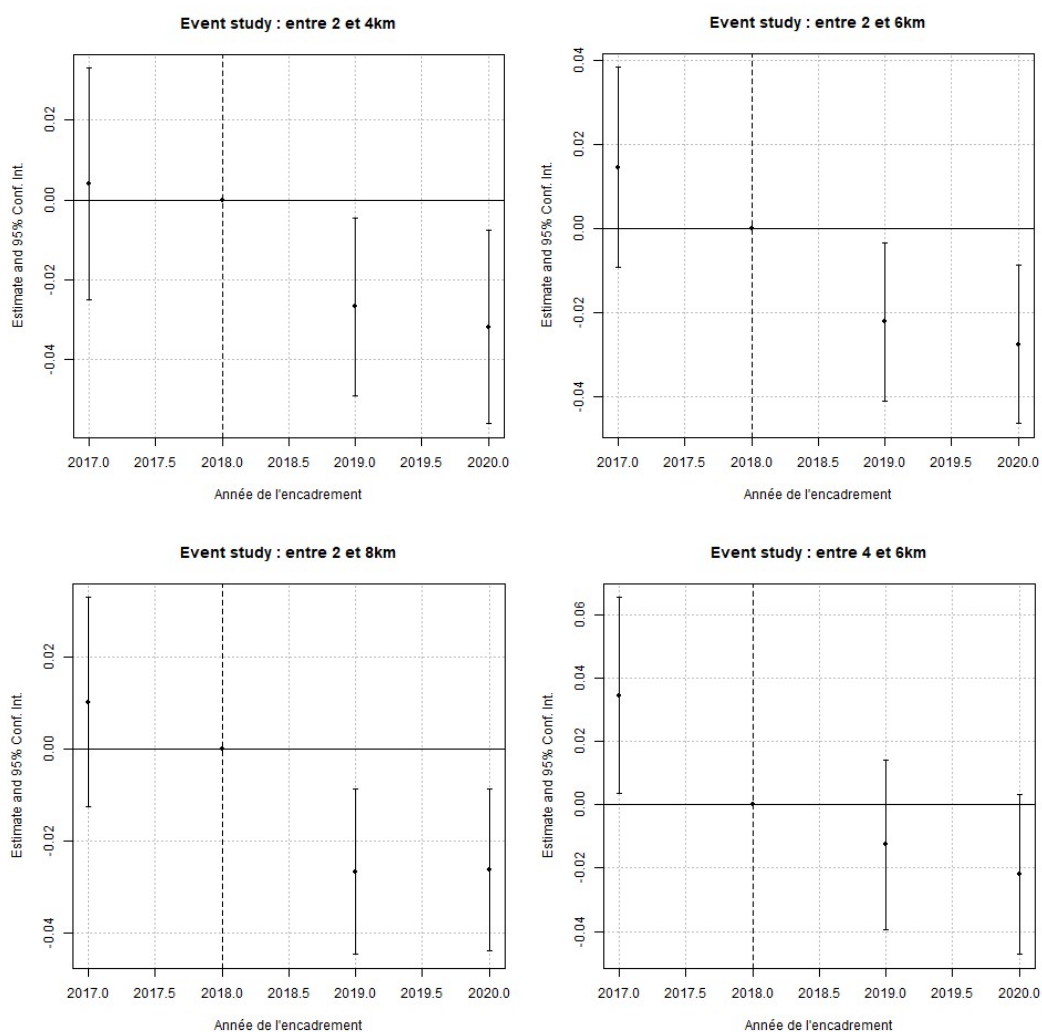 Event study : entre 2 et 4km
Estimate and 95% Conf. Int.
0.02
0.00
-0.02
-0.04
2017.0 2017.5 2018.0 2018.5 2019.0 2019.5 2020.0
Année de l'encadrement
Event study : entre 2 et 6km
Estimate and 95% Conf. Int.
0.04
0.02
0.00
-0.02
-0.04
2017.0 2017.5 2018.0 2018.5 2019.0 2019.5 2020.0
Année de l'encadrement
Event study : entre 2 et 8km
Estimate and 95% Conf. Int.
0.02
0.00
-0.02
-0.04
2017.0 2017.5 2018.0 2018.5 2019.0 2019.5 2020.0
Année de l'encadrement
Event study : entre 4 et 6km
Estimate and 95% Conf. Int.
0.06
0.04
0.02
0.00
-0.02
-0.04
2017.0 2017.5 2018.0 2018.5 2019.0 2019.5 2020.0
Année de l'encadrement